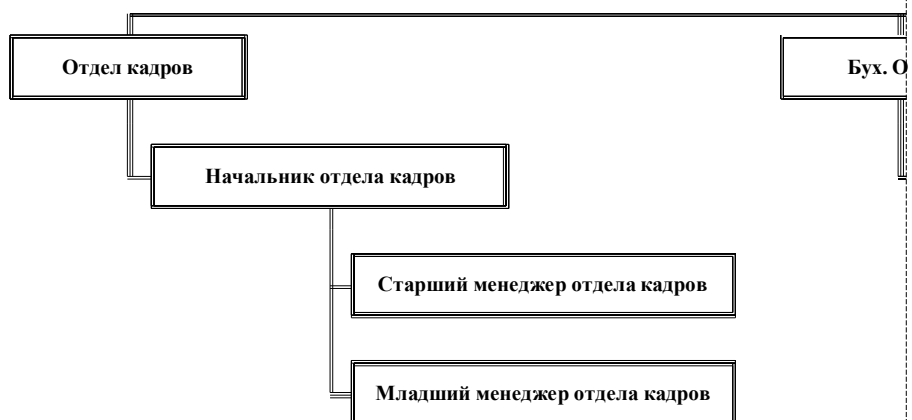 Отдел кадров
Бух. О
Начальник отдела кадров
Старший менеджер отдела кадров
Младший менеджер отдела кадров